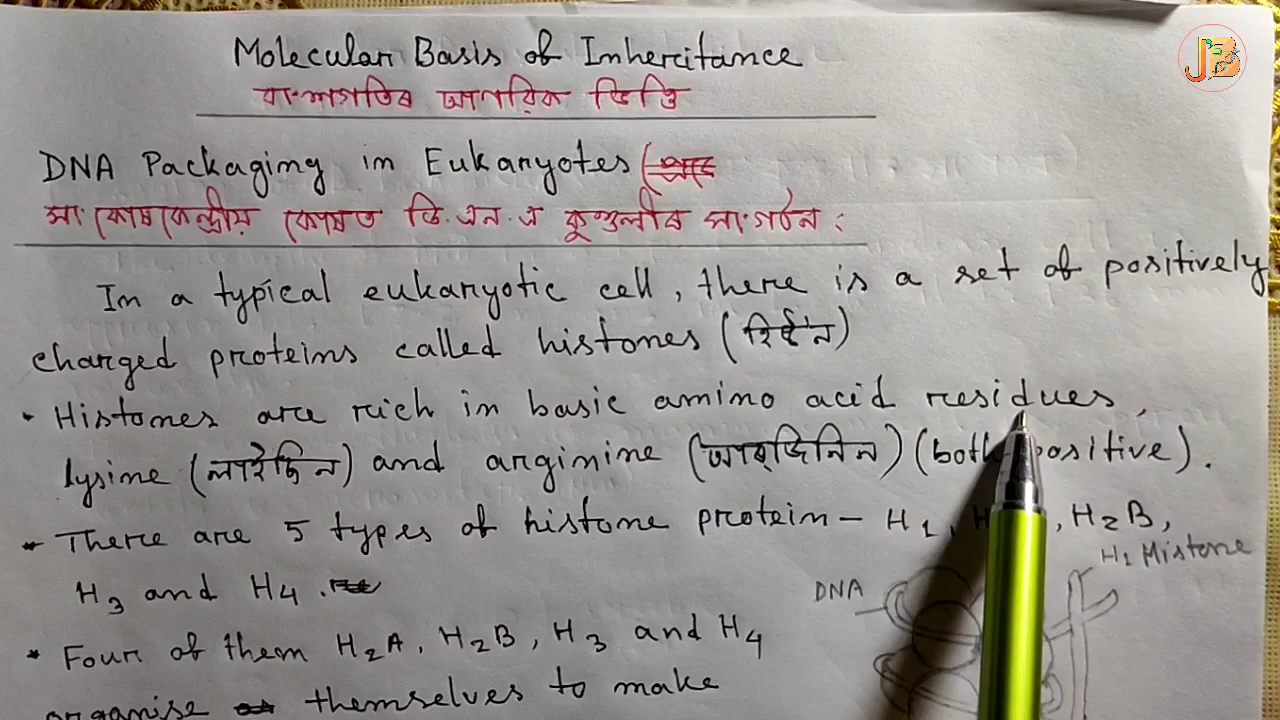 Molecular Basis of Inheritance
বংশগতিৰ আণৱিক ভিত্তি
DNA Packaging in Eukaryotes (
সংকোষকেন্দ্ৰীয় কোষত ডি.এন.এ কুণ্ডলীৰ সংগঠন :
In a typical eukaryotic cell, there is a set of positively
charged proteins called histones (হিষ্টন)
• Histones are rich in basic amino acid residues,
lysine (লাইচিন) and arginine (আৰ্জিনিন) (both positive).
* There are 5 types of histone protein – H1, H , H2B,
H3 and H4.
H1 Histone
DNA
* Four of them H2A, H2B, H3 and H4
organise themselves to make